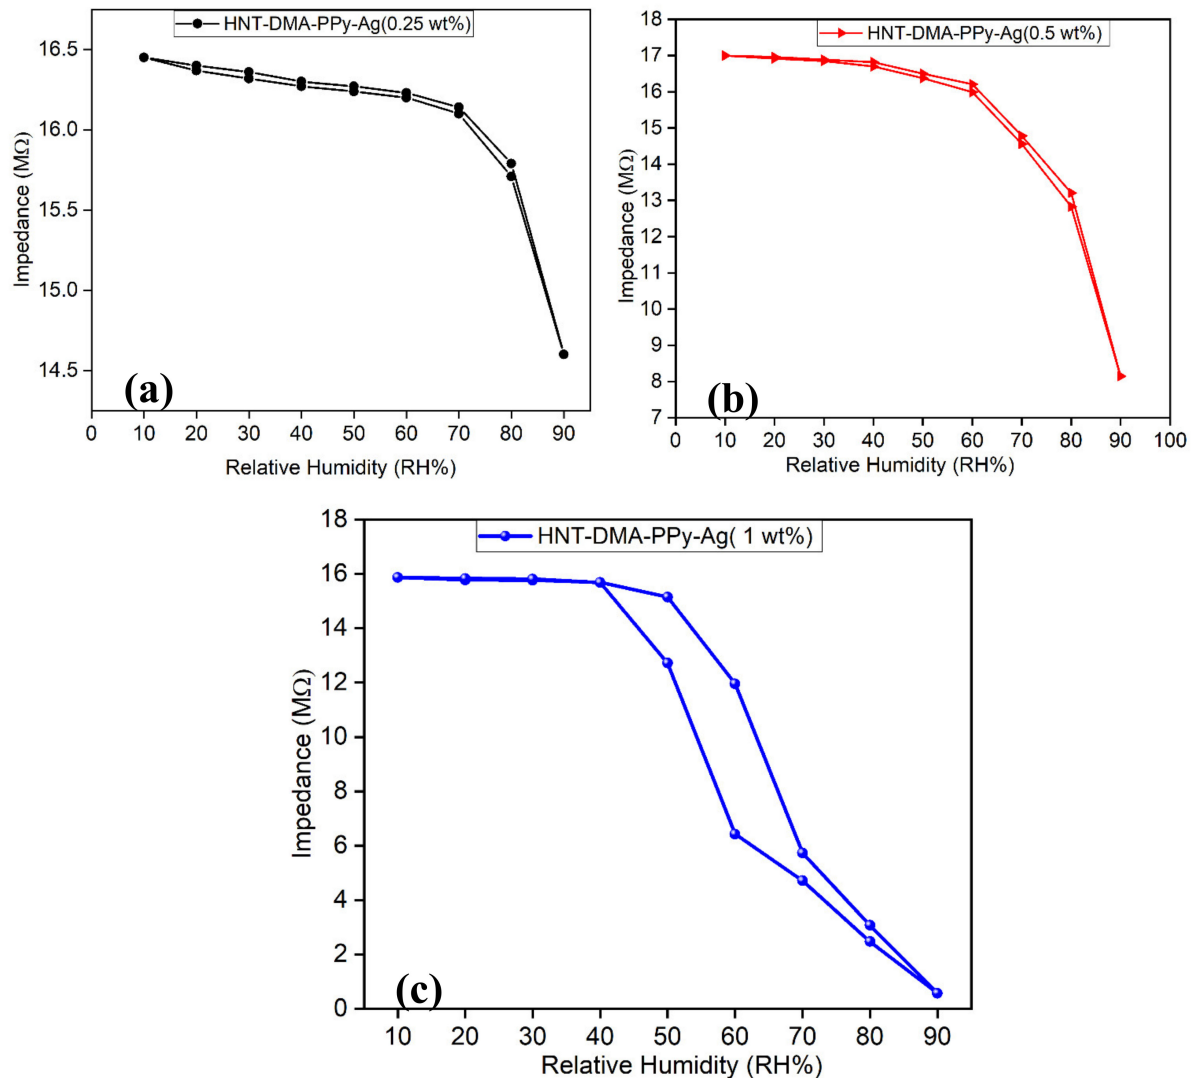 HNT-DMA-PPy-Ag(0.25 wt%)
Impedance (MΩ)
16.5
16.0
15.5
15.0
14.5
(a)
0 10 20 30 40 50 60 70 80 90
Relative Humidity (RH%)
HNT-DMA-PPy-Ag(0.5 wt%)
Impedance (MΩ)
18
17
16
15
14
13
12
11
10
9
8
7
(b)
0 10 20 30 40 50 60 70 80 90 100
Relative Humidity (RH%)
HNT-DMA-PPy-Ag( 1 wt%)
Impedance (MΩ)
18
16
14
12
10
8
6
4
2
0
(c)
10 20 30 40 50 60 70 80 90
Relative Humidity (RH%)